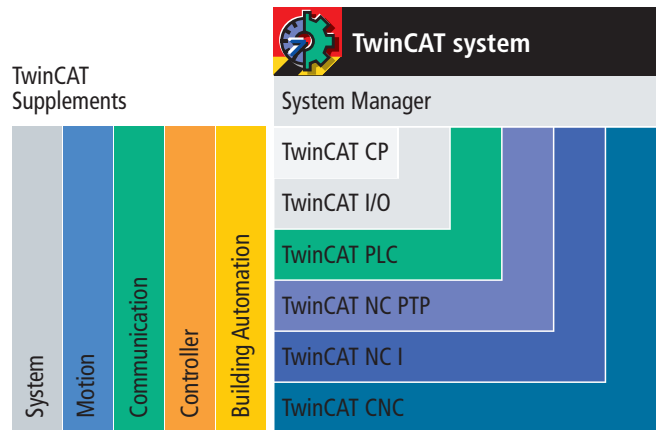 TwinCAT system
TwinCAT
Supplements
System Manager
TwinCAT CP
TwinCAT I/O
TwinCAT PLC
TwinCAT NC PTP
TwinCAT NC I
TwinCAT CNC
System
Motion
Communication
Controller
Building Automation